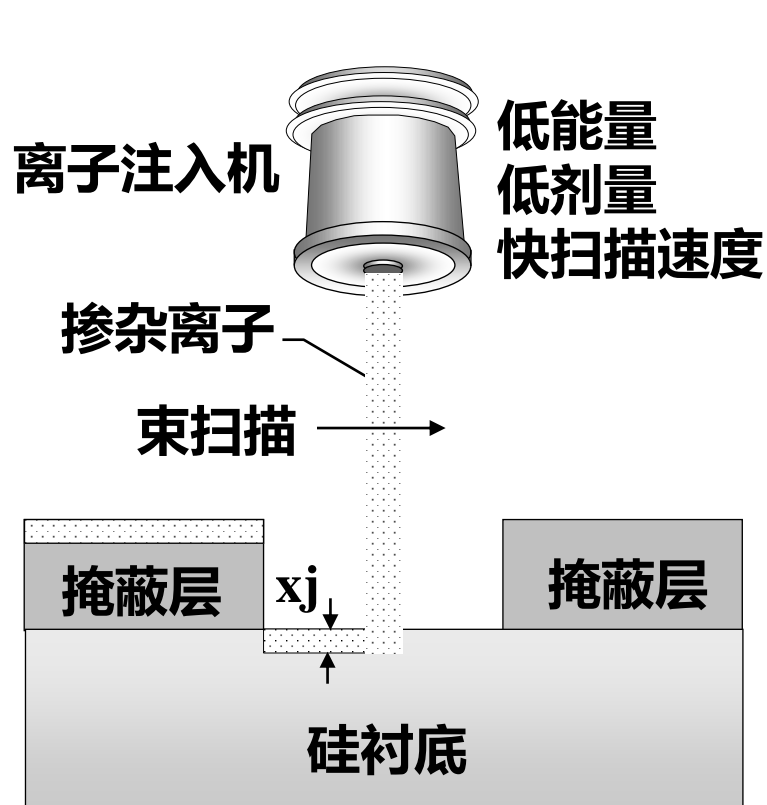 离子注入机
低能量
低剂量
快扫描速度
掺杂离子
束扫描
掩蔽层
xj
掩蔽层
硅衬底